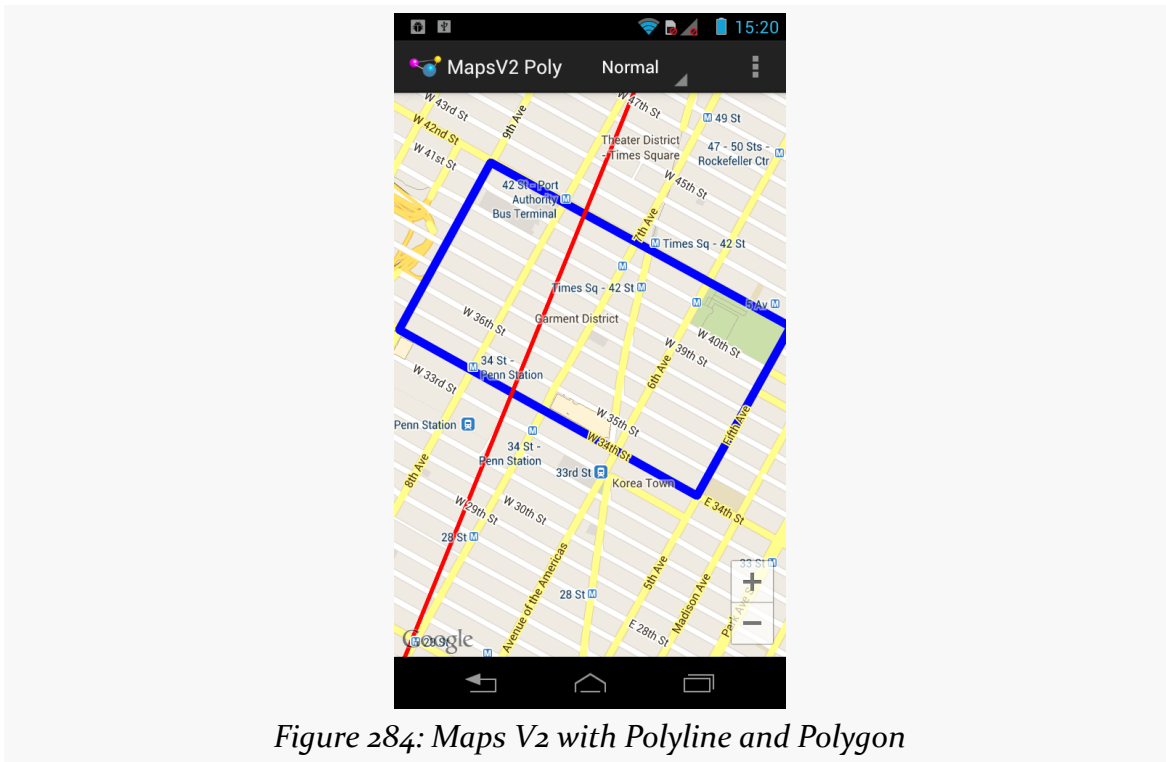 15:20
MapsV2 Poly
Normal
W 43rd St
9th Ave
W 47th St
49 St
W 42nd St
Theater District
- Times Square
47 - 50 Sts -
Rockefeller Ctr
W 41st St
W 45th St
42 St - Port
Authority
Bus Terminal
7th Ave
Times Sq - 42 St
Times Sq - 42 St
5 Av
W 36th St
Garment District
W 40th St
W 39th St
34 St -
Penn Station
6th Ave
W 33rd St
W 35th St
Fifth Ave
Penn Station
W 34th St
34 St -
Penn Station
8th Ave
33rd St
Korea Town
W 29th St
W 30th St
E 34th St
28 St
Avenue of the Americas
5th Ave
33 St
+
28 St
Madison Ave
Park Ave S
−
E 28th St
Google
23 St
Figure 284: Maps V2 with Polyline and Polygon